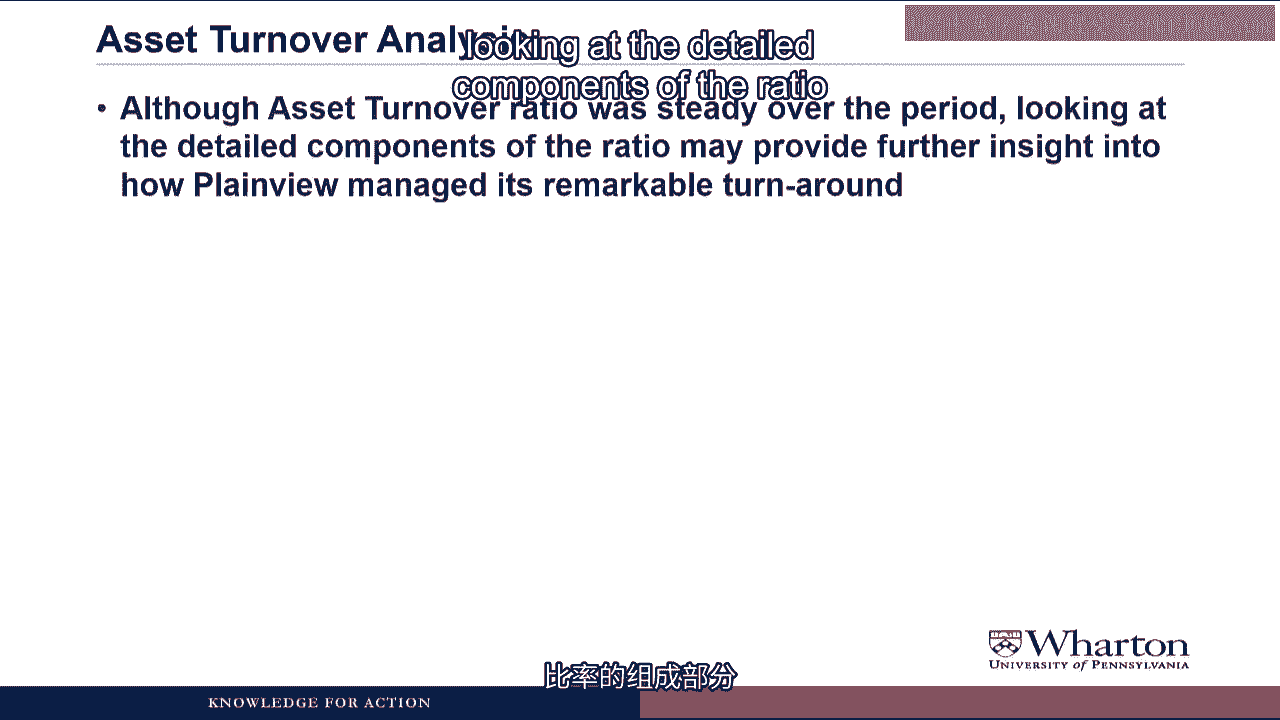 Asset Turnover Analysis
looking at the detailed
components of the ratio
• Although Asset Turnover ratio was steady over the period, looking at
the detailed components of the ratio may provide further insight into
how Plainview managed its remarkable turn-around
Wharton
UNIVERSITY of PENNSYLVANIA
比率的组成部分
KNOWLEDGE FOR ACTION